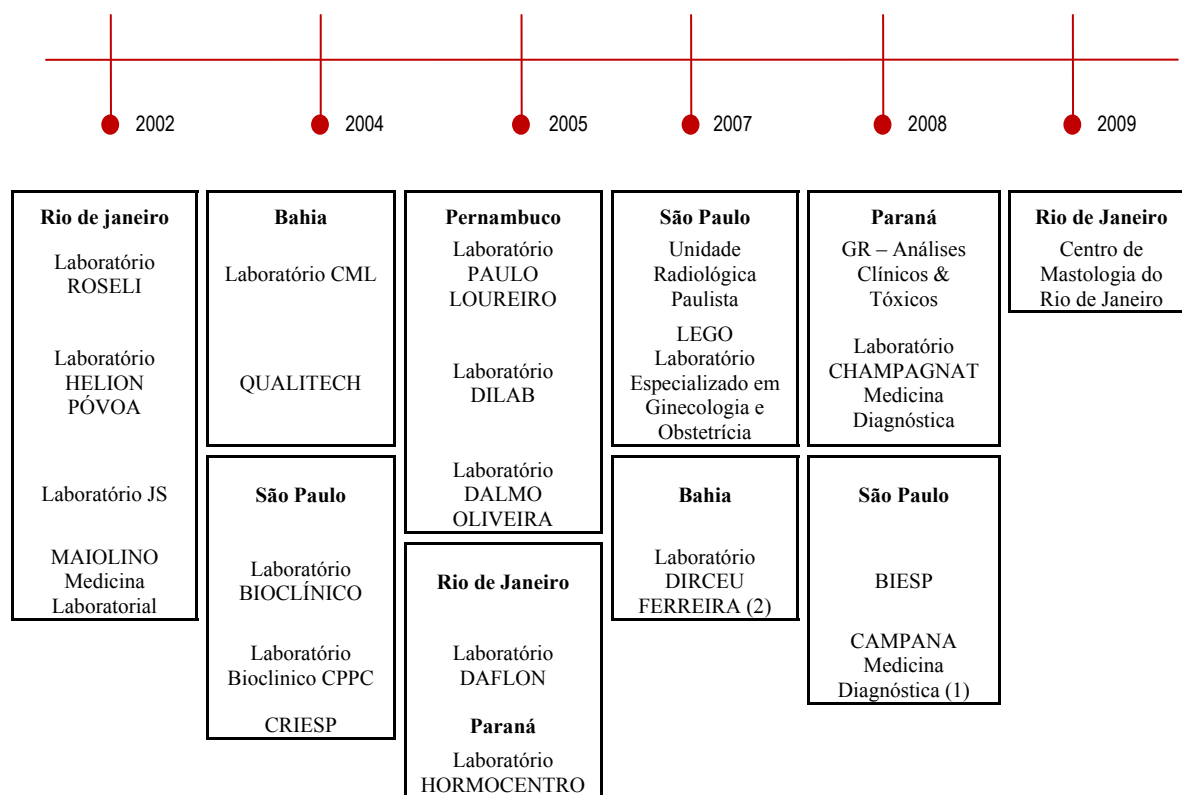 2002
2004
2005
2007
2008
2009
Rio de janeiro
Laboratório
ROSELI
Laboratório
HELION
PÓVOA
Laboratório JS
MAIOLINO
Medicina
Laboratorial
Bahia
Laboratório CML
QUALITECH
São Paulo
Laboratório
BIOCLÍNICO
Laboratório
Bioclinico CPPC
CRIESP
Pernambuco
Laboratório
PAULO
LOUREIRO
Laboratório
DILAB
Laboratório
DALMO
OLIVEIRA
Rio de Janeiro
Laboratório
DAFLON
Paraná
Laboratório
HORMOCENTRO
São Paulo
Unidade
Radiológica
Paulista
LEGO
Laboratório
Especializado em
Ginecologia e
Obstetrícia
Bahia
Laboratório
DIRCEU
FERREIRA (2)
Paraná
GR – Análises
Clínicos &
Tóxicos
Laboratório
CHAMPAGNAT
Medicina
Diagnóstica
São Paulo
BIESP
CAMPANA
Medicina
Diagnóstica (1)
Rio de Janeiro
Centro de
Mastologia do
Rio de Janeiro